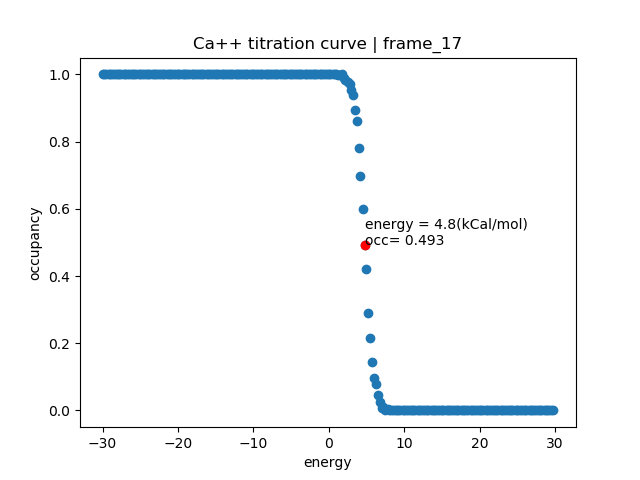 Ca++ titration curve | frame_17
1.0
0.8
0.6
0.4
0.2
0.0
occupancy
energy = 4.8(kCal/mol)
occ= 0.493
−30
−20
−10
0
10
20
30
energy